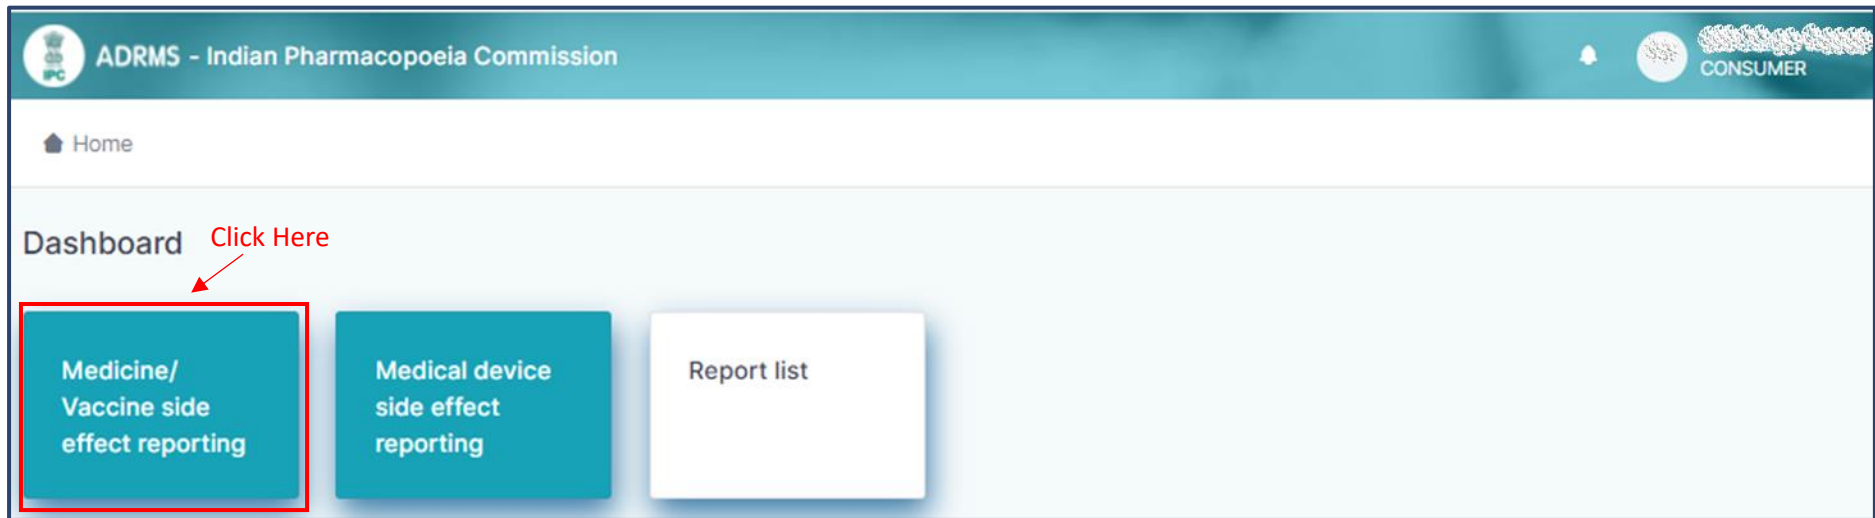 IPC
ADRMS - Indian Pharmacopoeia Commission
CONSUMER
Home
Dashboard
Click Here
Medicine/
Vaccine side
effect reporting
Medical device
side effect
reporting
Report list